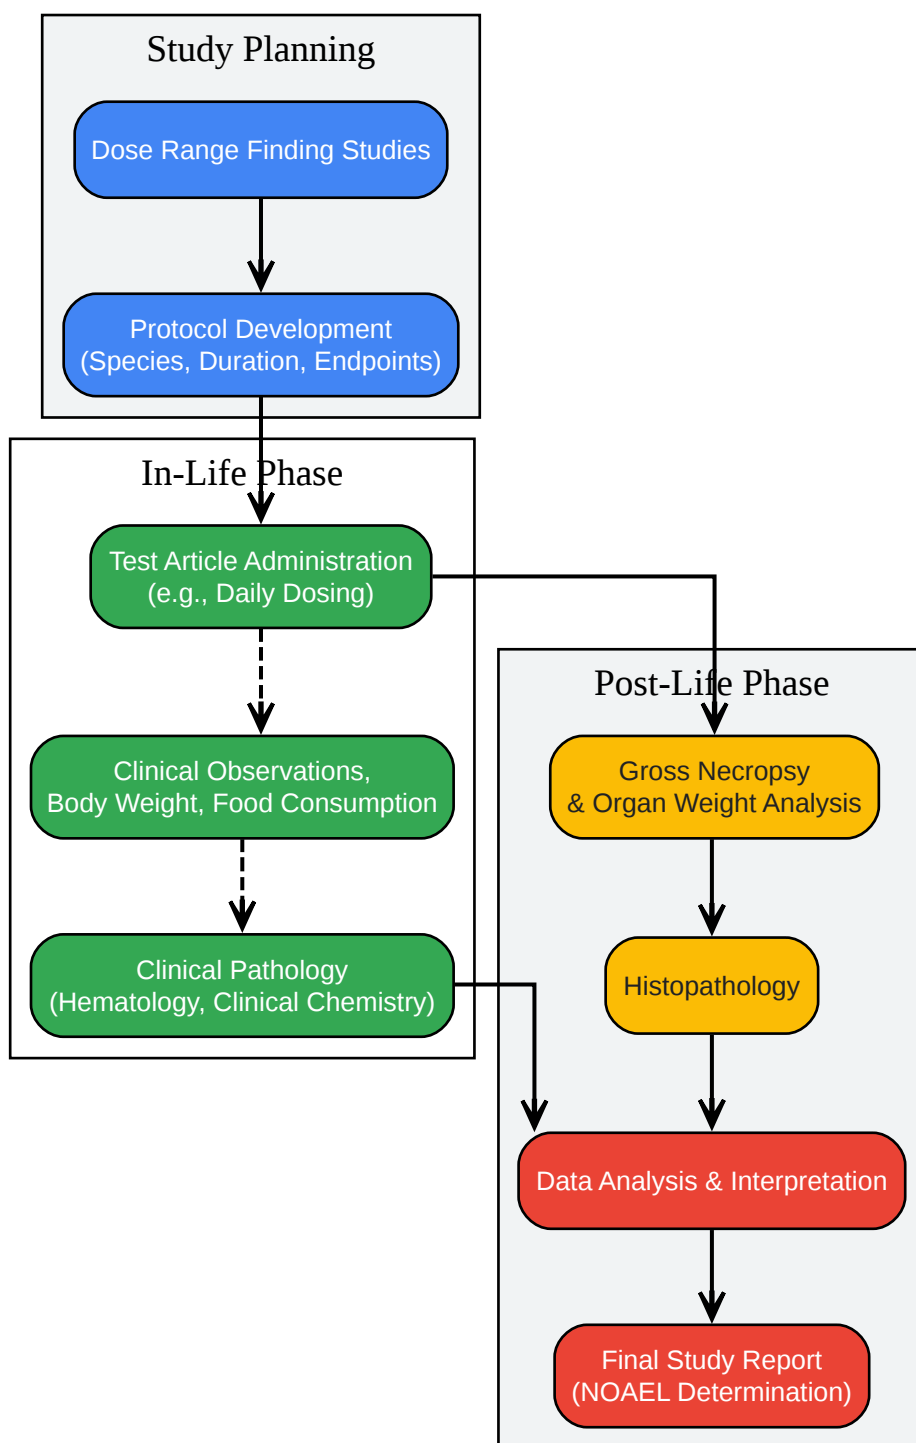 Study Planning
Dose Range Finding Studies
Protocol Development
(Species, Duration, Endpoints)
In-Life Phase
Test Article Administration
(e.g., Daily Dosing)
Clinical Observations,
Body Weight, Food Consumption
Clinical Pathology
(Hematology, Clinical Chemistry)
Post-Life Phase
Gross Necropsy
& Organ Weight Analysis
Histopathology
Data Analysis & Interpretation
Final Study Report
(NOAEL Determination)